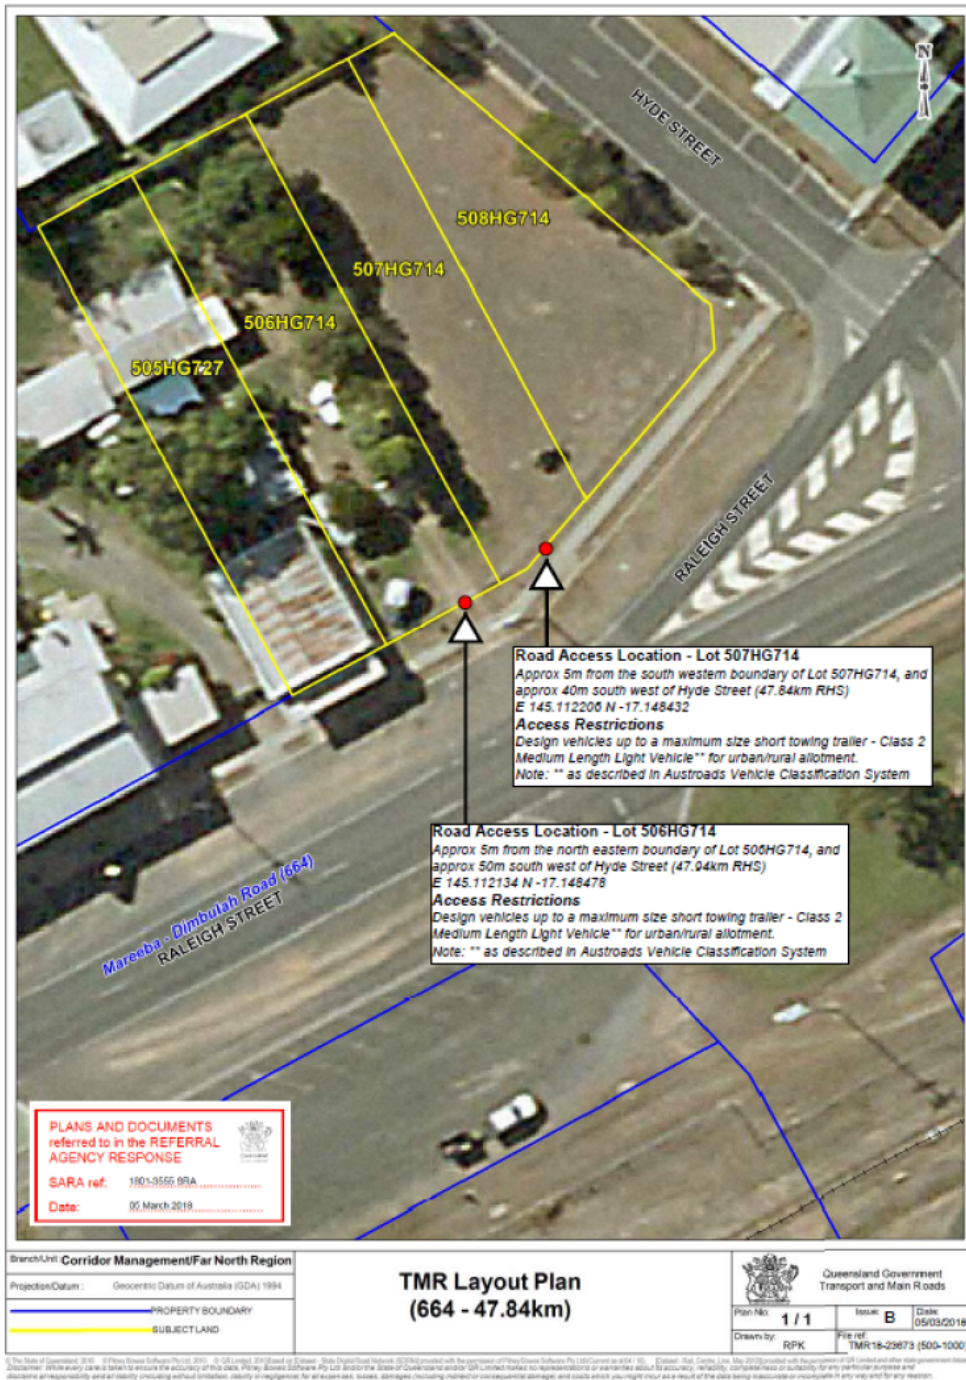 N
HYDE STREET
508HG714
507HG714
506HG714
505HG727
RALEIGH STREET
Road Access Location - Lot 507HG714
Approx 5m from the south western boundary of Lot 507HG714, and
approx 40m south west of Hyde Street (47.84km RHS)
E 145.112206 N -17.148432
Access Restrictions
Design vehicles up to a maximum size short towing trailer - Class 2
Medium Length Light Vehicle** for urban/rural allotment.
Note: ** as described in Austroads Vehicle Classification System
Road Access Location - Lot 506HG714
Approx 5m from the north eastern boundary of Lot 506HG714, and
approx 50m south west of Hyde Street (47.94km RHS)
E 145.112134 N -17.148478
Access Restrictions
Design vehicles up to a maximum size short towing trailer - Class 2
Medium Length Light Vehicle** for urban/rural allotment.
Note: ** as described in Austroads Vehicle Classification System
Mareeba - Dimbulah Road (664)
RALEIGH STREET
PLANS AND DOCUMENTS
referred to in the REFERRAL
AGENCY RESPONSE
SARA ref: 1801-3555 SRA
Date: 05 March 2018
Branch/Unit: Corridor Management/Far North Region
Projection/Datum: Geocentric Datum of Australia (GDA) 1994
PROPERTY BOUNDARY
SUBJECT LAND
TMR Layout Plan
(664 - 47.84km)
Queensland Government
Transport and Main Roads
Plan No: 1 / 1
Issue: B
Date: 05/03/2018
Drawn by: RPK
File ref: TMR18-23673 (500-1000)